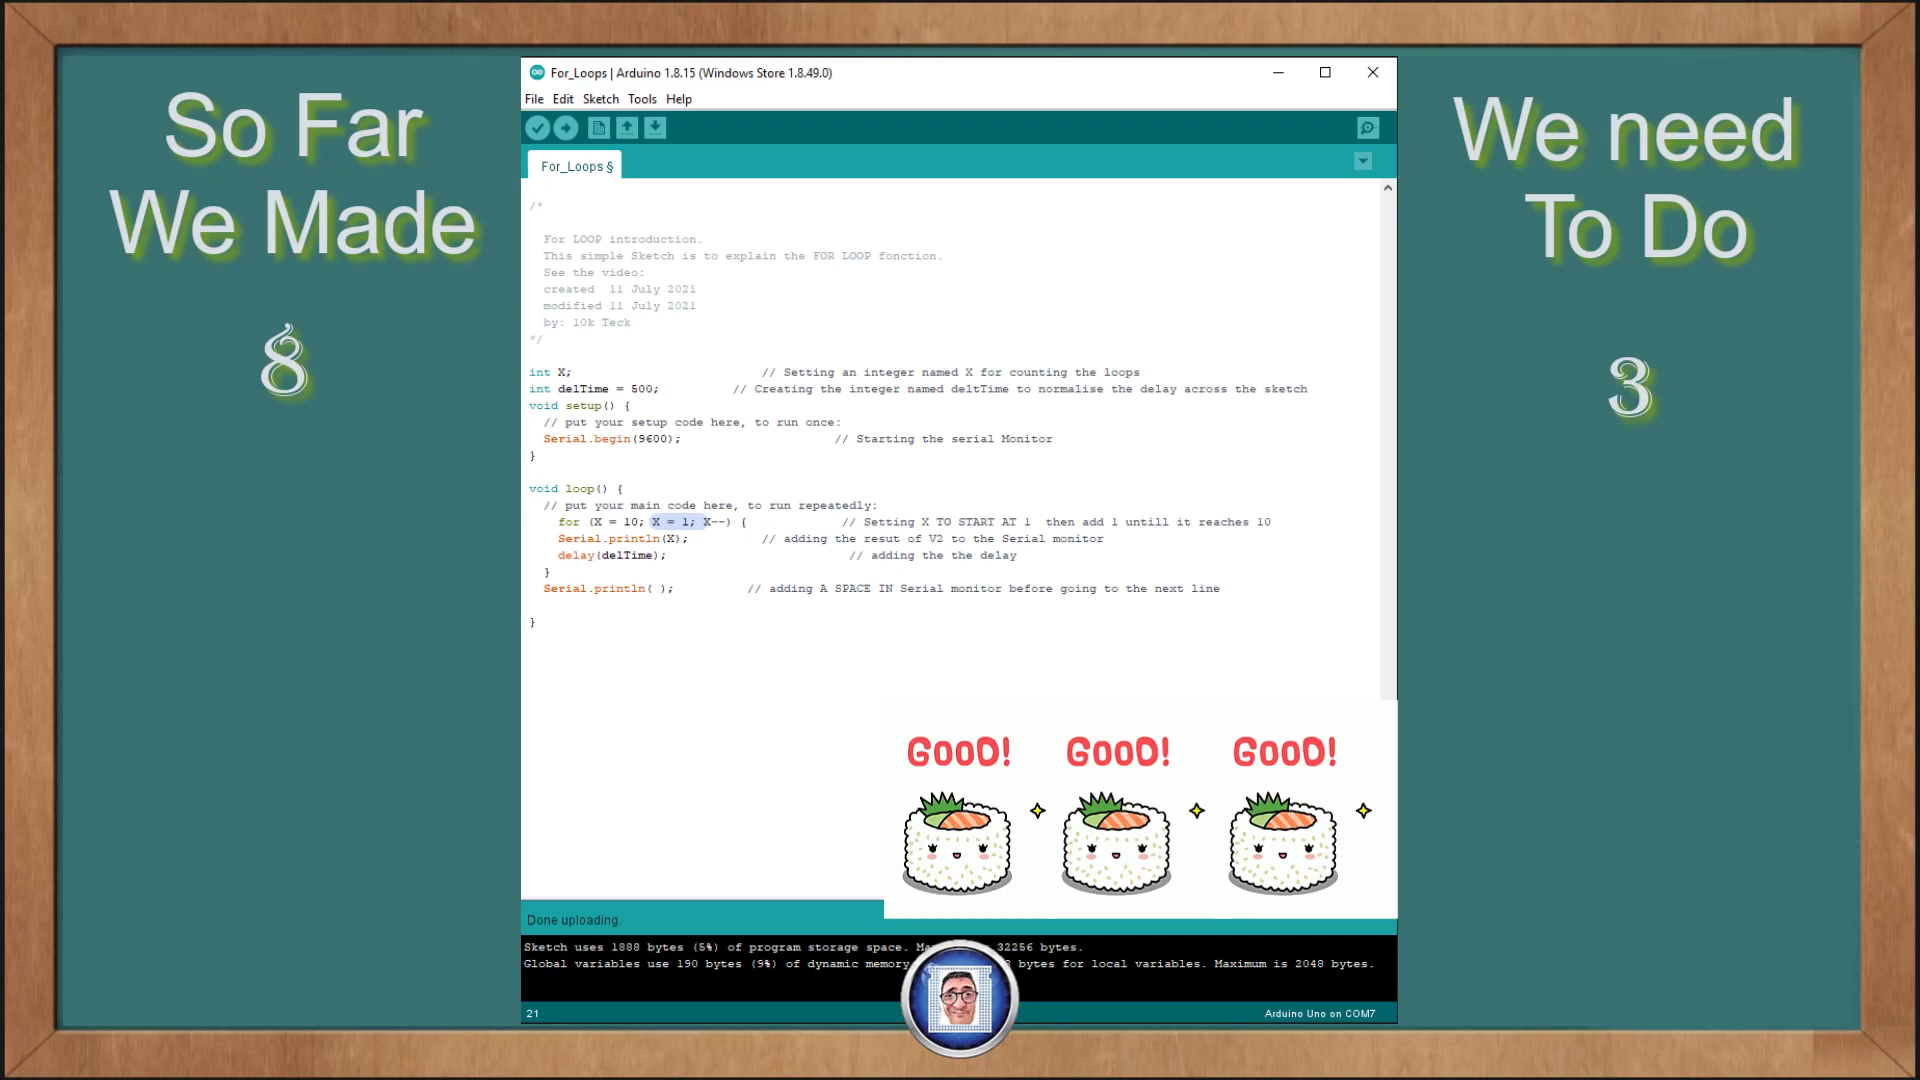 So Far
We Made
8
For_Loops | Arduino 1.8.15 (Windows Store 1.8.49.0)
File Edit Sketch Tools Help
For_Loops §
/*
For LOOP introduction.
This simple Sketch is to explain the FOR LOOP fonction.
See the video:
created  11 July 2021
modified 11 July 2021
by: 10k Teck
*/
int X; // Setting an integer named X for counting the loops
int delTime = 500; // Creating the integer named deltTime to normalise the delay across the sketch
void setup() {
// put your setup code here, to run once:
Serial.begin(9600); // Starting the serial Monitor
}
void loop() {
// put your main code here, to run repeatedly:
for (X = 10; X = 1; X--) { // Setting X TO START AT 1  then add 1 untill it reaches 10
Serial.println(X); // adding the resut of V2 to the Serial monitor
delay(delTime); // adding the the delay
}
Serial.println( ); // adding A SPACE IN Serial monitor before going to the next line
}
GOOD! GOOD! GOOD!
Done uploading.
Sketch uses 1888 bytes (5%) of program storage space. 32256 bytes.
Global variables use 190 bytes (9%) of dynamic memory bytes for local variables. Maximum is 2048 bytes.
21 Arduino Uno on COM7
We need
To Do
3